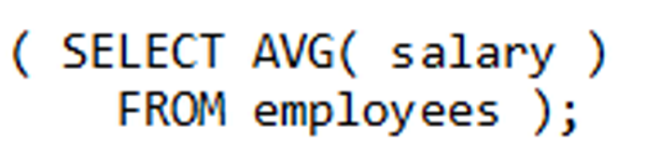 ( SELECT AVG( salary )
FROM employees );